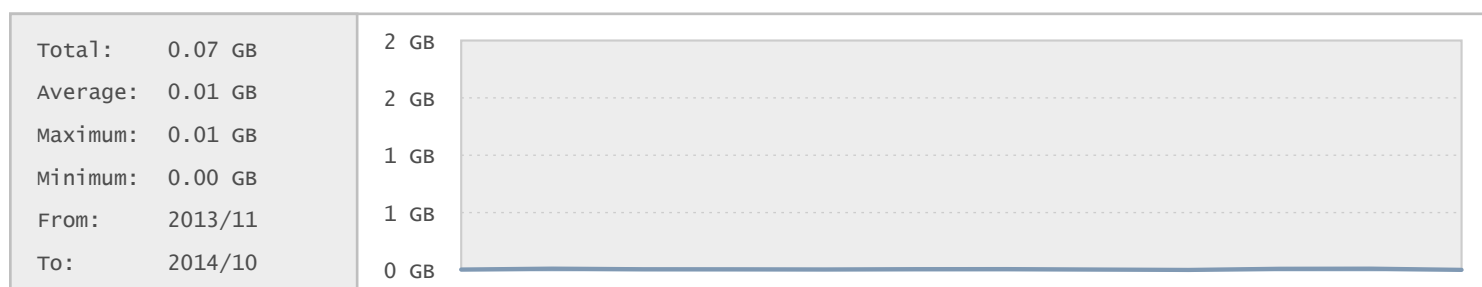 Total: 0.07 GB
Average: 0.01 GB
Maximum: 0.01 GB
Minimum: 0.00 GB
From: 2013/11
To: 2014/10
2 GB
2 GB
1 GB
1 GB
0 GB